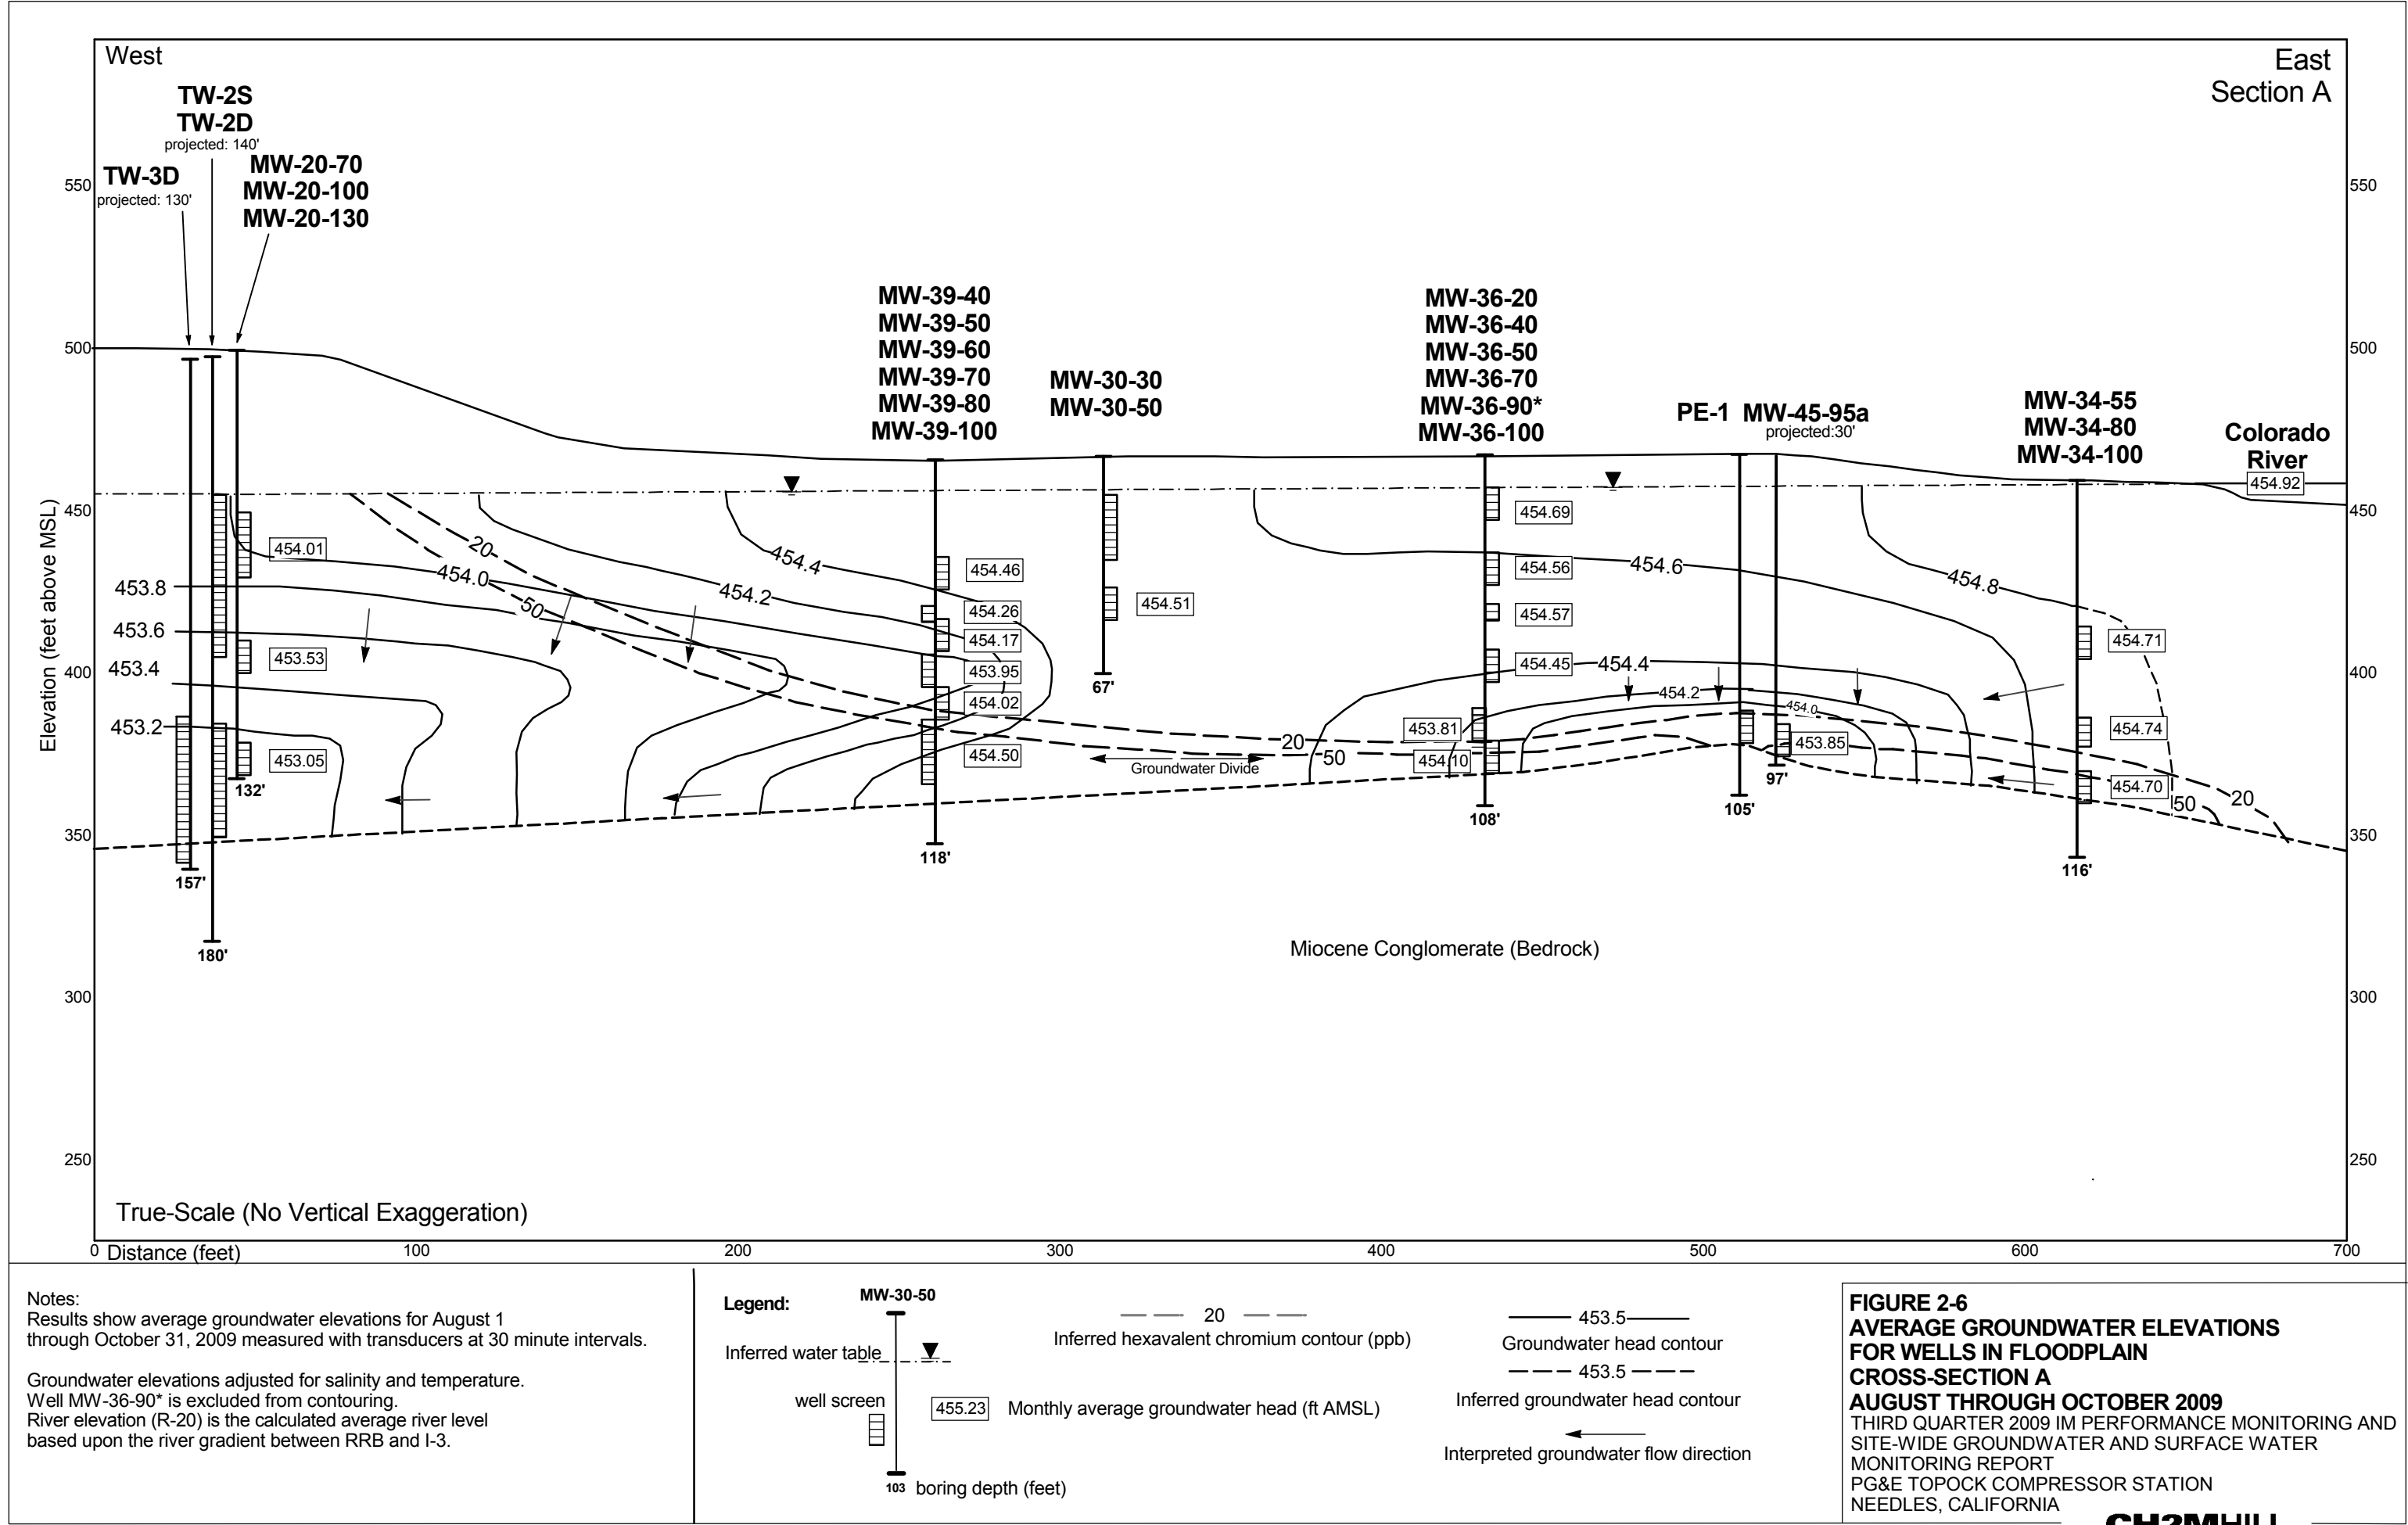 West
East
Section A
TW-2S
TW-2D
projected: 140'
TW-3D
projected: 130'
MW-20-70
MW-20-100
MW-20-130
MW-39-40
MW-39-50
MW-39-60
MW-39-70
MW-39-80
MW-39-100
MW-30-30
MW-30-50
MW-36-20
MW-36-40
MW-36-50
MW-36-70
MW-36-90*
MW-36-100
PE-1
MW-45-95a
projected:30'
MW-34-55
MW-34-80
MW-34-100
Colorado
River
454.92
Elevation (feet above MSL)
550
500
450
400
350
300
250
550
500
450
400
350
300
250
453.8
453.6
453.4
453.2
454.01
453.53
453.05
20
454.0
50
454.2
454.4
454.46
454.26
454.17
453.95
454.02
454.50
454.51
454.69
454.56
454.57
454.45
453.81
454.10
454.6
454.4
454.2
454.0
453.85
454.8
454.71
454.74
454.70
20
50
Groundwater Divide
50
20
132'
157'
180'
118'
67'
108'
105'
97'
116'
Miocene Conglomerate (Bedrock)
True-Scale (No Vertical Exaggeration)
0 Distance (feet) 100 200 300 400 500 600 700
Notes:
Results show average groundwater elevations for August 1
through October 31, 2009 measured with transducers at 30 minute intervals.
Groundwater elevations adjusted for salinity and temperature.
Well MW-36-90* is excluded from contouring.
River elevation (R-20) is the calculated average river level
based upon the river gradient between RRB and I-3.
Legend:
MW-30-50
Inferred water table
well screen
455.23
Monthly average groundwater head (ft AMSL)
103
boring depth (feet)
20
Inferred hexavalent chromium contour (ppb)
453.5
Groundwater head contour
453.5
Inferred groundwater head contour
Interpreted groundwater flow direction
FIGURE 2-6
AVERAGE GROUNDWATER ELEVATIONS
FOR WELLS IN FLOODPLAIN
CROSS-SECTION A
AUGUST THROUGH OCTOBER 2009
THIRD QUARTER 2009 IM PERFORMANCE MONITORING AND
SITE-WIDE GROUNDWATER AND SURFACE WATER
MONITORING REPORT
PG&E TOPOCK COMPRESSOR STATION
NEEDLES, CALIFORNIA
CH2MHILL